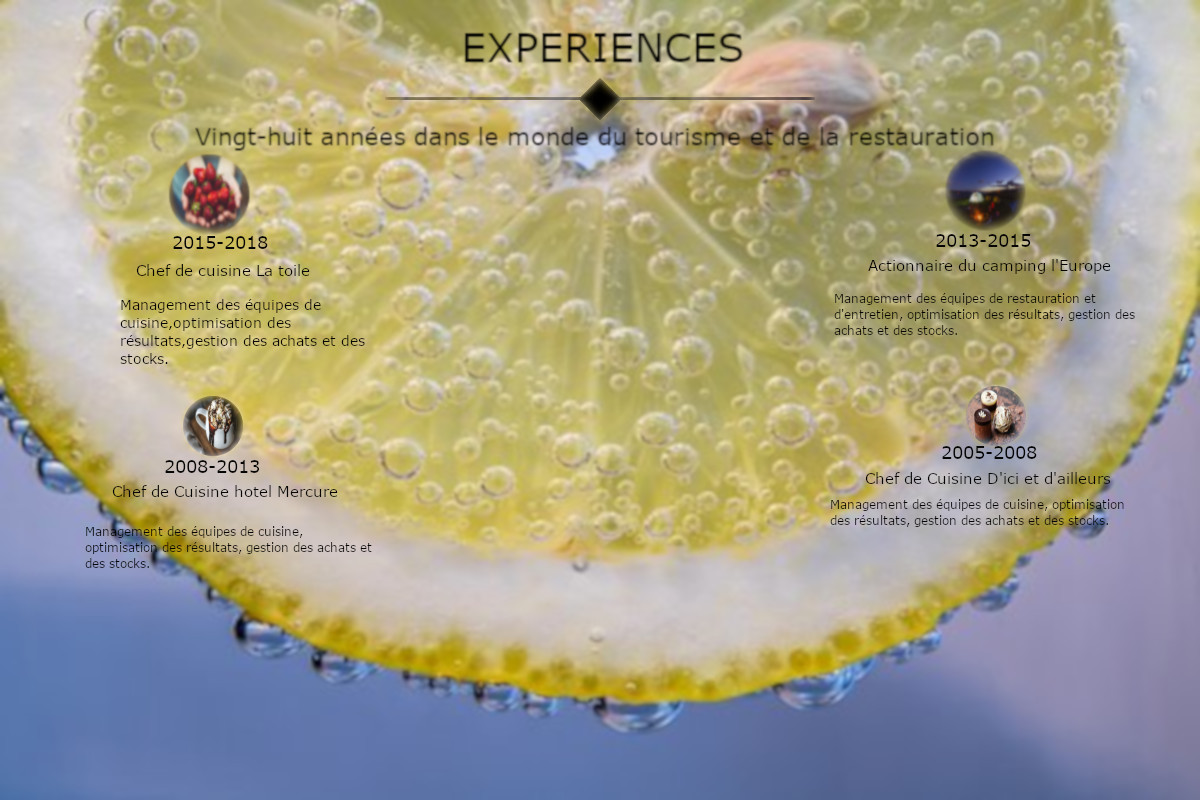 EXPERIENCES
Vingt-huit années dans le monde du tourisme et de la restauration
2015-2018
Chef de cuisine La toile
Management des équipes de
cuisine,optimisation des
résultats,gestion des achats et des
stocks.
2013-2015
Actionnaire du camping l'Europe
Management des équipes de restauration et
d'entretien, optimisation des résultats, gestion des
achats et des stocks.
2008-2013
Chef de Cuisine hotel Mercure
Management des équipes de cuisine,
optimisation des résultats, gestion des achats et
des stocks.
2005-2008
Chef de Cuisine D'ici et d'ailleurs
Management des équipes de cuisine, optimisation
des résultats, gestion des achats et des stocks.